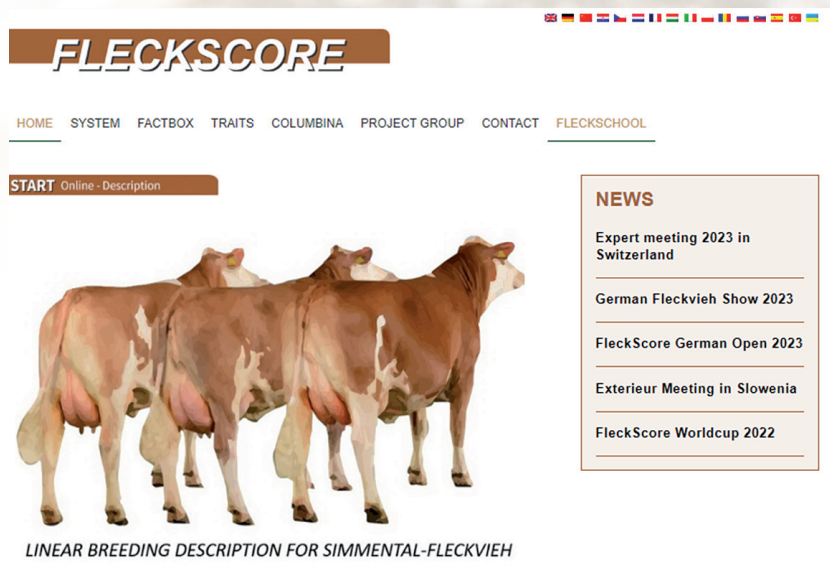 FLECKSCORE
HOME SYSTEM FACTBOX TRAITS COLUMBINA PROJECT GROUP CONTACT FLECKSCHOOL
START Online - Description
NEWS
Expert meeting 2023 in
Switzerland
German Fleckvieh Show 2023
FleckScore German Open 2023
Exterieur Meeting in Slowenia
FleckScore Worldcup 2022
LINEAR BREEDING DESCRIPTION FOR SIMMENTAL-FLECKVIEH